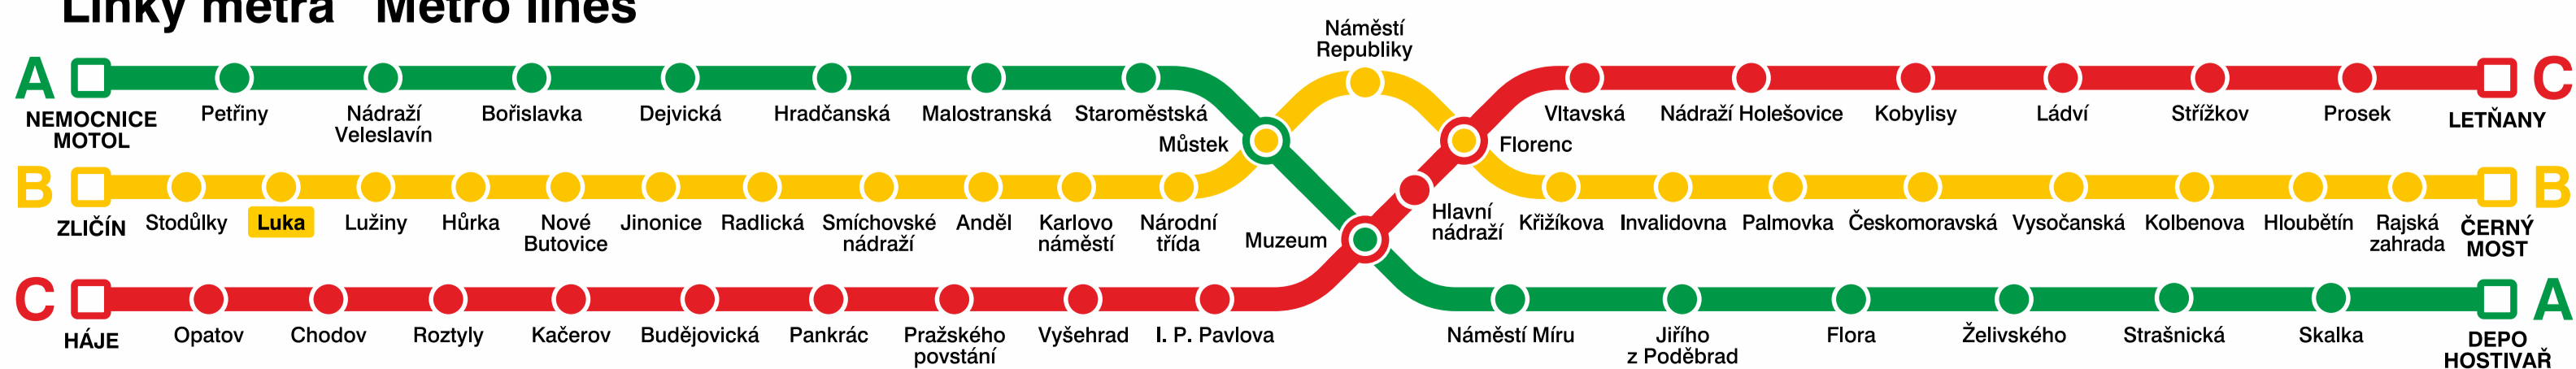 Linky metra Metro lines
Náměstí
Republiky
A
C
NEMOCNICE
MOTOL
Petřiny
Nádraží
Veleslavín
Bořislavka
Dejvická
Hradčanská
Malostranská
Staroměstská
Můstek
Florenc
Vltavská
Nádraží Holešovice
Kobylisy
Ládví
Střížkov
Prosek
LETŇANY
B
B
ZLIČÍN
Stodůlky
Luka
Lužiny
Hůrka
Nové
Butovice
Jinonice
Radlická
Smíchovské
nádraží
Anděl
Karlovo
náměstí
Národní
třída
Muzeum
Hlavní
nádraží
Křižíkova
Invalidovna
Palmovka
Českomoravská
Vysočanská
Kolbenova
Hloubětín
Rajská
zahrada
ČERNÝ
MOST
C
A
HÁJE
Opatov
Chodov
Roztyly
Kačerov
Budějovická
Pankrác
Pražského
povstání
Vyšehrad
I. P. Pavlova
Náměstí Míru
Jiřího
z Poděbrad
Flora
Želivského
Strašnická
Skalka
DEPO
HOSTIVAŘ